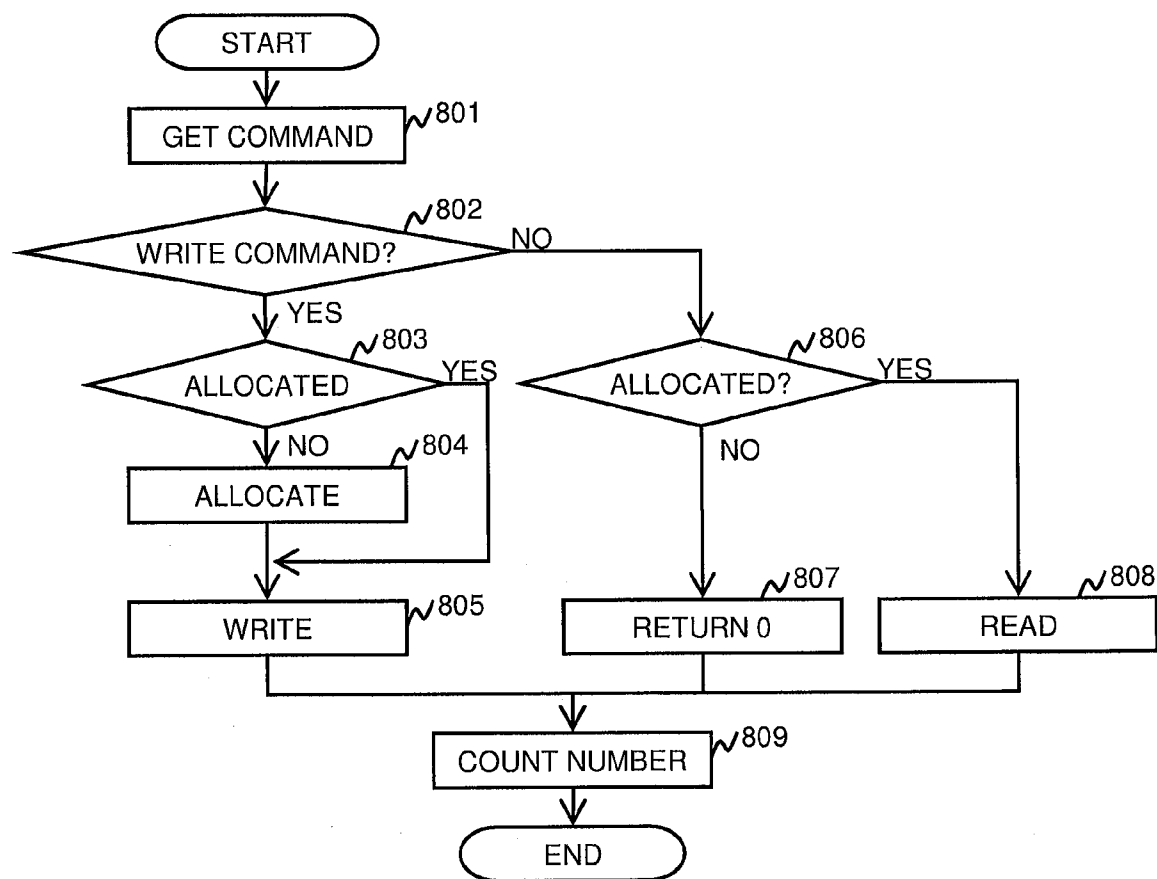 START
GET COMMAND
801
WRITE COMMAND?
802
NO
YES
ALLOCATED
803
YES
ALLOCATED?
806
YES
NO
804
NO
ALLOCATE
WRITE
805
RETURN 0
807
READ
808
COUNT NUMBER
809
END